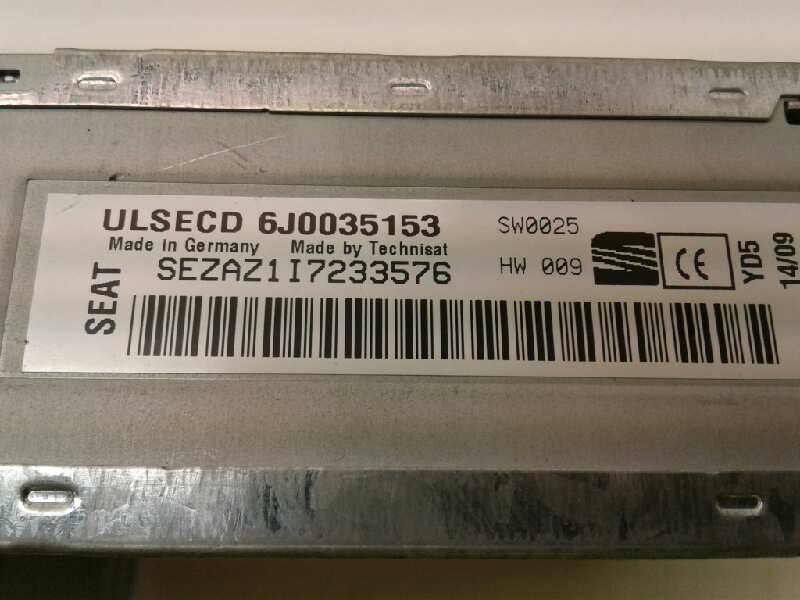 ULSECD 6J0035153 SW0025
Made in Germany Made by Technisat
SEZAZ1I7233576 HW 009
SEAT
CE
YD5
14/09